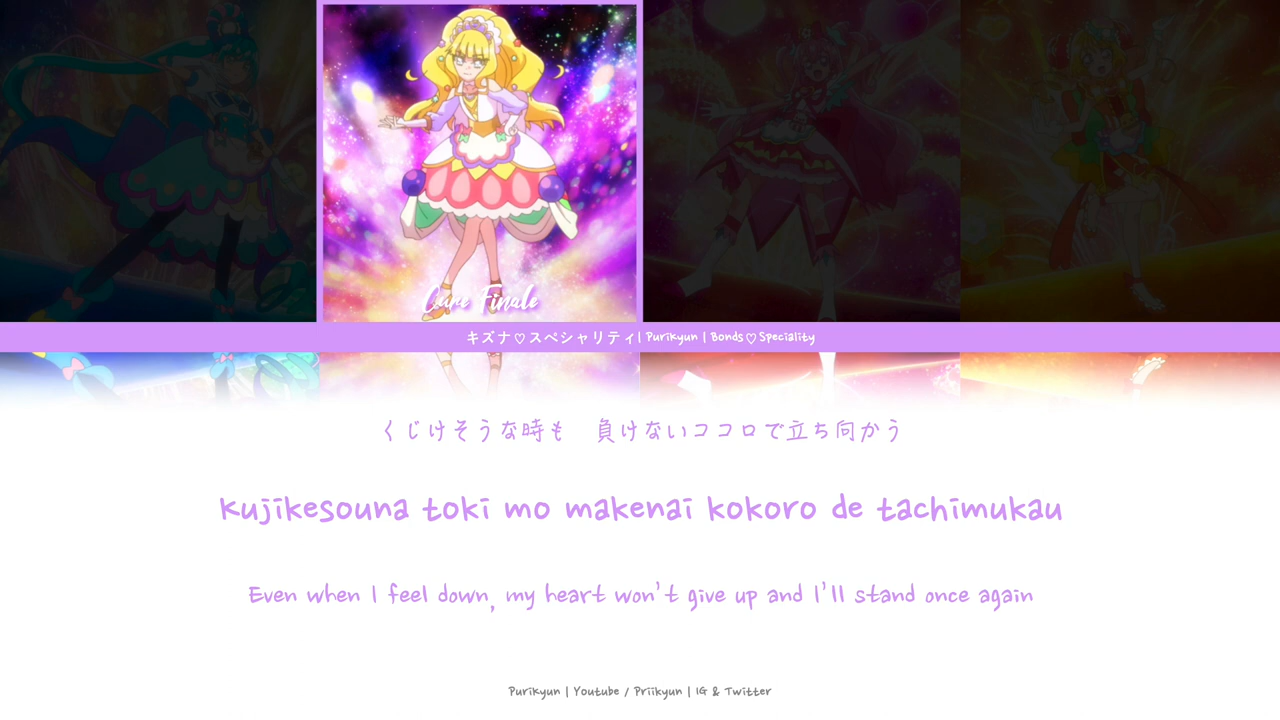 Cure Finale
キズナ♡スペシャリティ| Purikyun | Bonds♡Speciality
くじけそうな時も　負けないココロで立ち向かう
kujikesouna toki mo makenai kokoro de tachimukau
Even when I feel down, my heart won't give up and I'll stand once again
Purikyun | Youtube / Priikyun | IG & Twitter